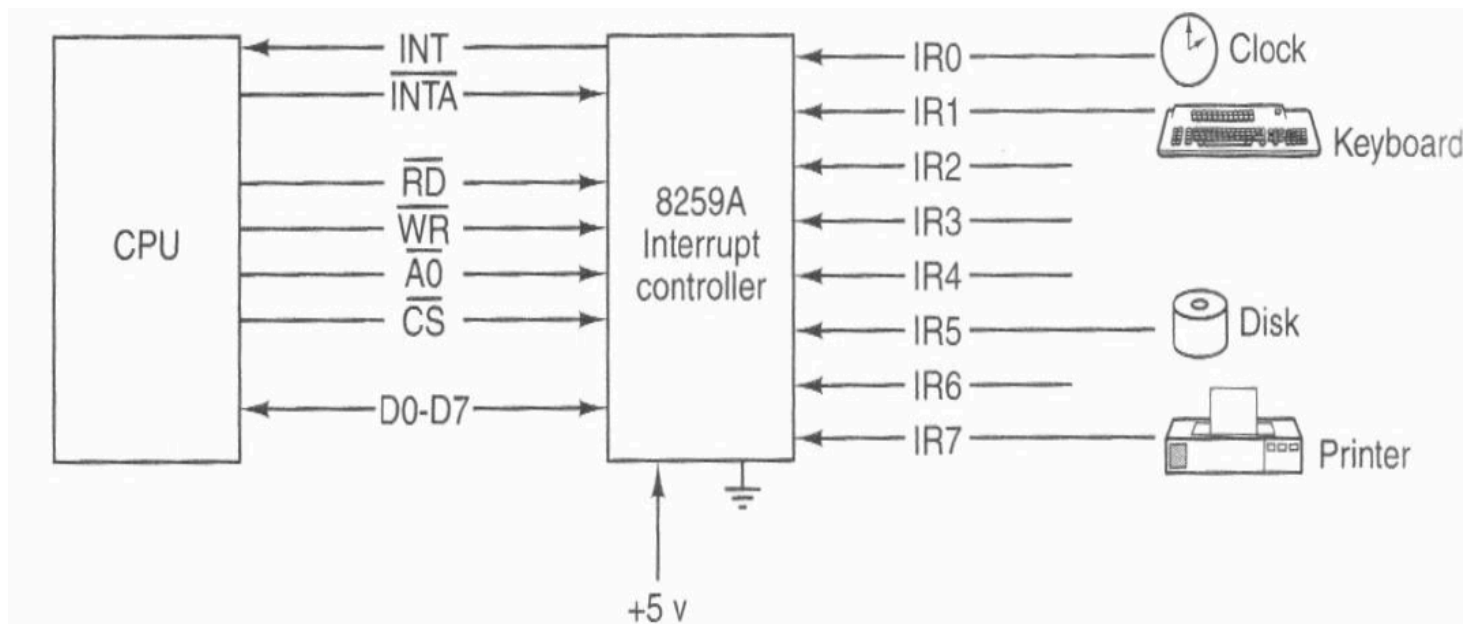 INT
INTA
RD
WR
A0
CS
D0-D7
CPU
8259A
Interrupt
controller
+5 v
IR0
IR1
IR2
IR3
IR4
IR5
IR6
IR7
Clock
Keyboard
Disk
Printer